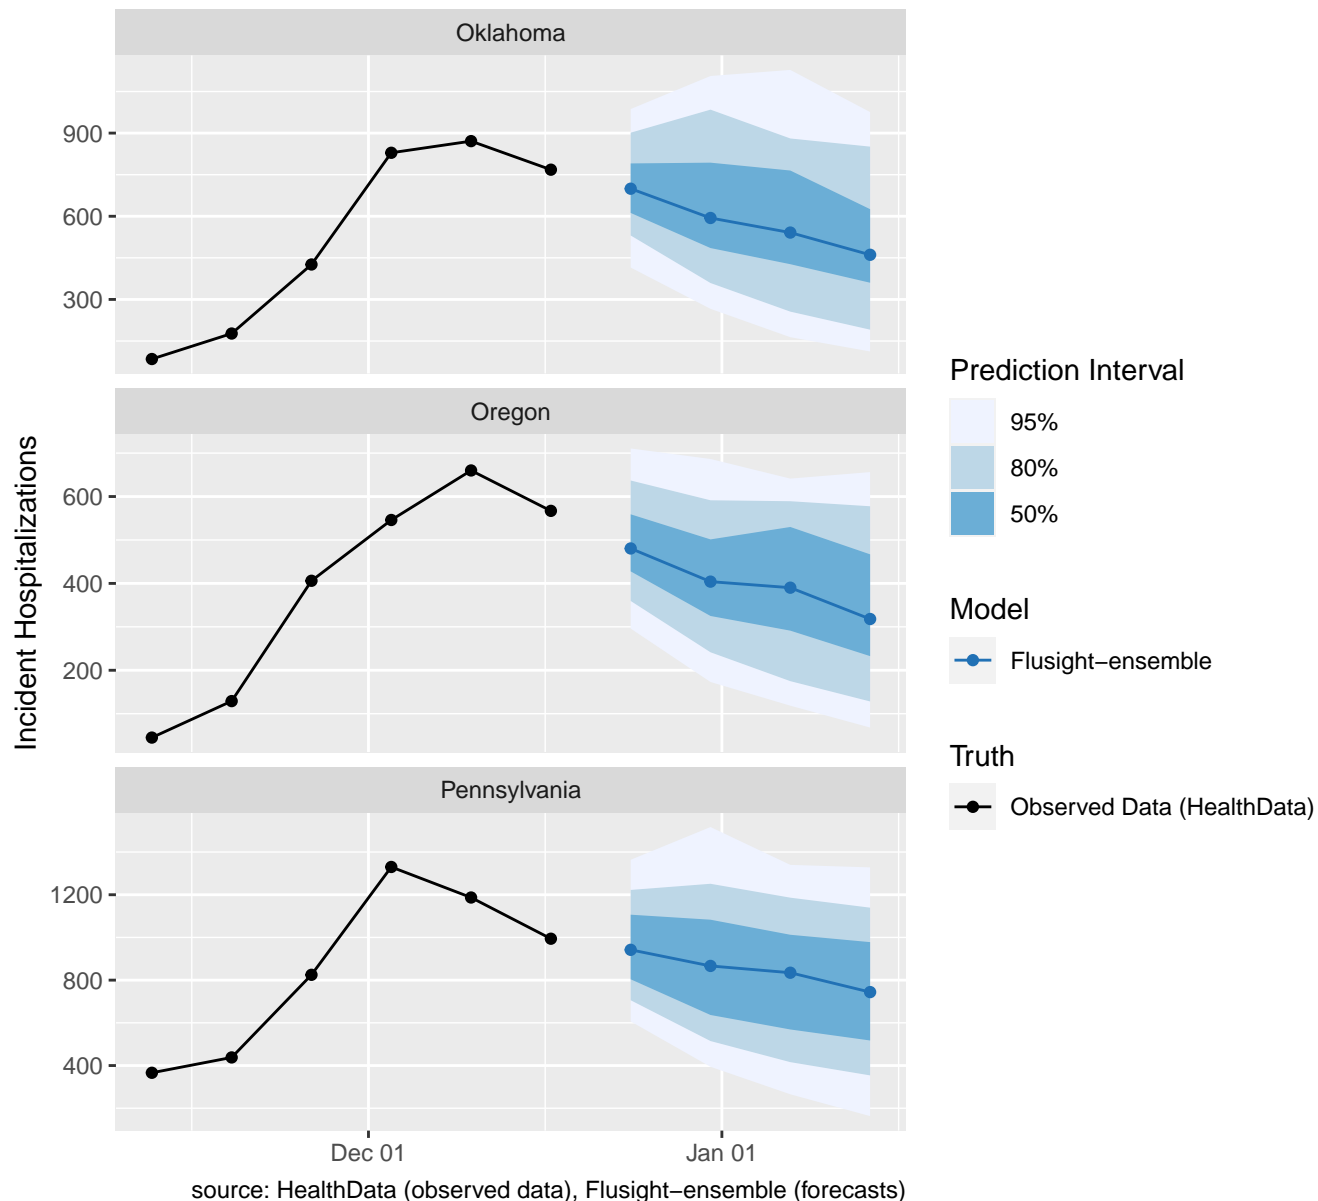 Oklahoma
900
600
300
Oregon
600
400
200
Pennsylvania
1200
800
400
Dec 01
Jan 01
Incident Hospitalizations
source: HealthData (observed data), Flusight−ensemble (forecasts)
Prediction Interval
95%
80%
50%
Model
Flusight−ensemble
Truth
Observed Data (HealthData)